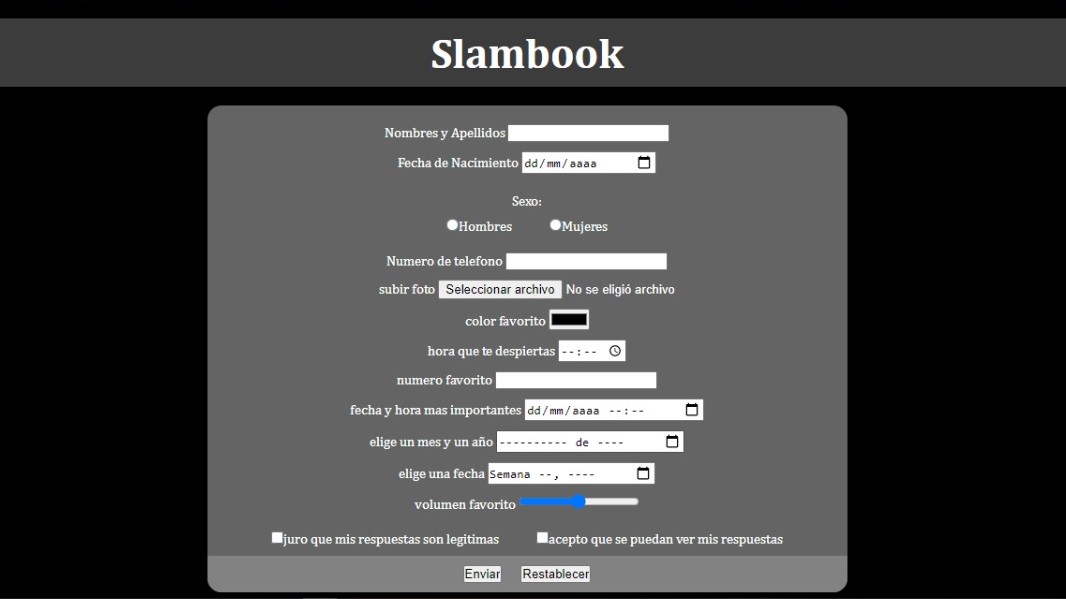 Slambook
Nombres y Apellidos
Fecha de Nacimiento dd/mm/aaaa
Sexo:
Hombres Mujeres
Numero de telefono
subir foto Seleccionar archivo No se eligió archivo
color favorito
hora que te despiertas --:--
numero favorito
fecha y hora mas importantes dd/mm/aaaa --:--
elige un mes y un año ---------- de ----
elige una fecha Semana --, ----
volumen favorito
juro que mis respuestas son legitimas acepto que se puedan ver mis respuestas
Enviar Restablecer